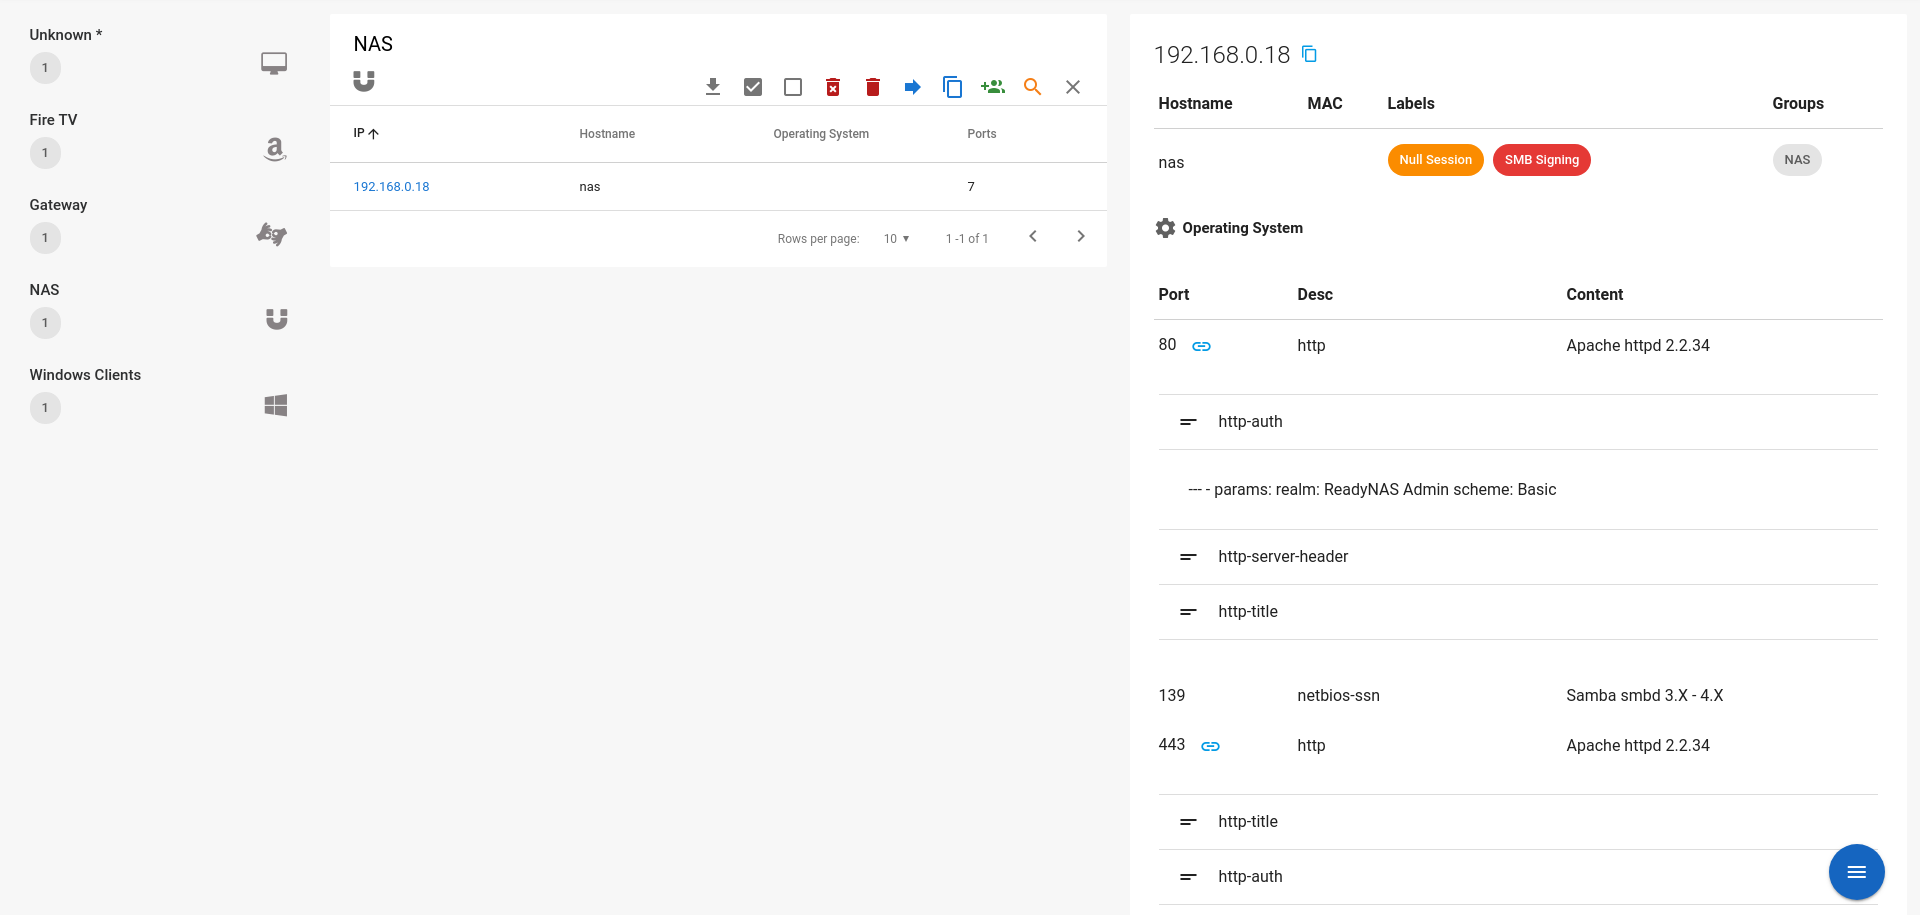 Unknown *
1
Fire TV
1
Gateway
1
NAS
1
Windows Clients
1
NAS
IP Hostname Operating System Ports
192.168.0.18 nas 7
Rows per page: 10 1 -1 of 1
192.168.0.18
Hostname MAC Labels Groups
nas Null Session SMB Signing NAS
Operating System
Port Desc Content
80 http Apache httpd 2.2.34
http-auth
--- - params: realm: ReadyNAS Admin scheme: Basic
http-server-header
http-title
139 netbios-ssn Samba smbd 3.X - 4.X
443 http Apache httpd 2.2.34
http-title
http-auth